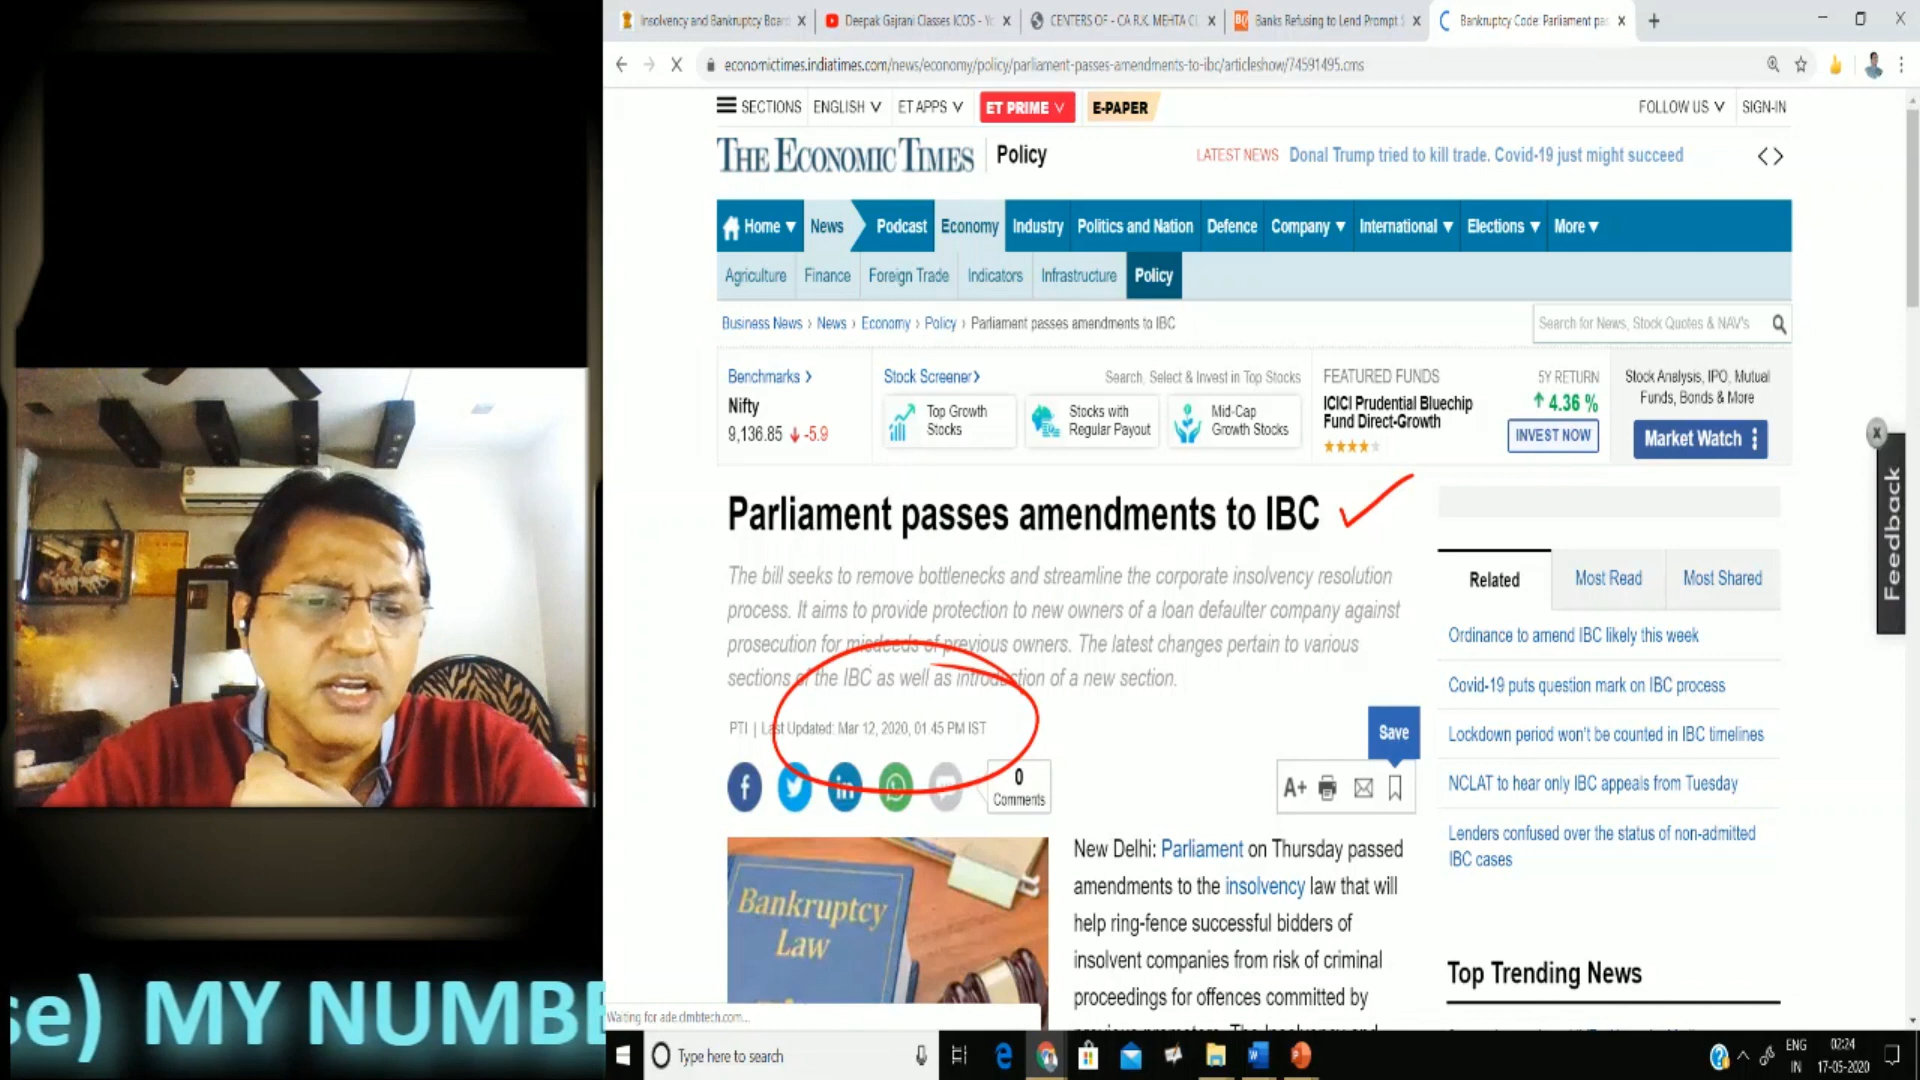 Insolvency and Bankruptcy Board
Deepak Gajrani Classes ICOS - Yo
CENTERS OF - CA R.K. MEHTA CL
Banks Refusing to Lend Prompt S
Bankruptcy Code: Parliament pa
economictimes.indiatimes.com/news/economy/policy/parliament-passes-amendments-to-ibc/articleshow/74591495.cms
SECTIONS ENGLISH ET APPS ET PRIME E-PAPER FOLLOW US SIGN-IN
THE ECONOMIC TIMES Policy
LATEST NEWS Donal Trump tried to kill trade. Covid-19 just might succeed
Home News Podcast Economy Industry Politics and Nation Defence Company International Elections More
Agriculture Finance Foreign Trade Indicators Infrastructure Policy
Business News › News › Economy › Policy › Parliament passes amendments to IBC
Search for News, Stock Quotes & NAV's
Benchmarks
Nifty
9,136.85 -5.9
Stock Screener Search, Select & Invest in Top Stocks
Top Growth
Stocks
Stocks with
Regular Payout
Mid-Cap
Growth Stocks
FEATURED FUNDS
ICICI Prudential Bluechip
Fund Direct-Growth
5Y RETURN
4.36 %
INVEST NOW
Stock Analysis, IPO, Mutual
Funds, Bonds & More
Market Watch
Feedback
Parliament passes amendments to IBC
The bill seeks to remove bottlenecks and streamline the corporate insolvency resolution
process. It aims to provide protection to new owners of a loan defaulter company against
prosecution for misdeeds of previous owners. The latest changes pertain to various
sections of the IBC as well as introduction of a new section.
PTI | Last Updated: Mar 12, 2020, 01.45 PM IST
0
Comments
Save
A+
Bankruptcy
Law
New Delhi: Parliament on Thursday passed
amendments to the insolvency law that will
help ring-fence successful bidders of
insolvent companies from risk of criminal
proceedings for offences committed by
Related Most Read Most Shared
Ordinance to amend IBC likely this week
Covid-19 puts question mark on IBC process
Lockdown period won't be counted in IBC timelines
NCLAT to hear only IBC appeals from Tuesday
Lenders confused over the status of non-admitted
IBC cases
Top Trending News
Waiting for ade.clmbtech.com...
se) MY NUMBE
Type here to search
ENG
IN
02:24
17-05-2020